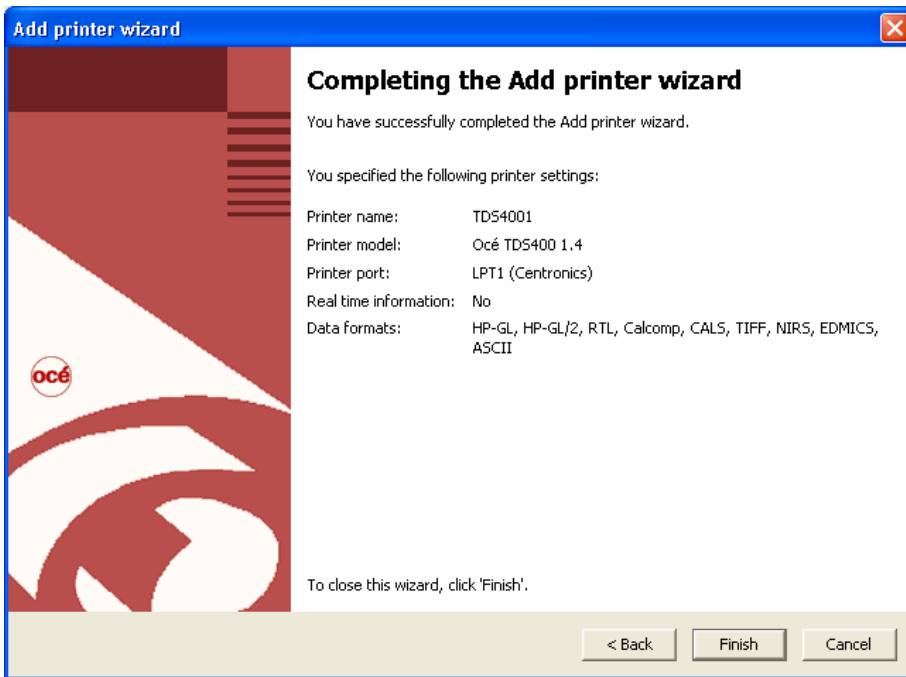 Add printer wizard
Completing the Add printer wizard
You have successfully completed the Add printer wizard.
You specified the following printer settings:
Printer name: TDS4001
Printer model: Océ TDS400 1.4
Printer port: LPT1 (Centronics)
Real time information: No
Data formats: HP-GL, HP-GL/2, RTL, Calcomp, CALS, TIFF, NIRS, EDMICS,
ASCII
océ
To close this wizard, click 'Finish'.
< Back Finish Cancel